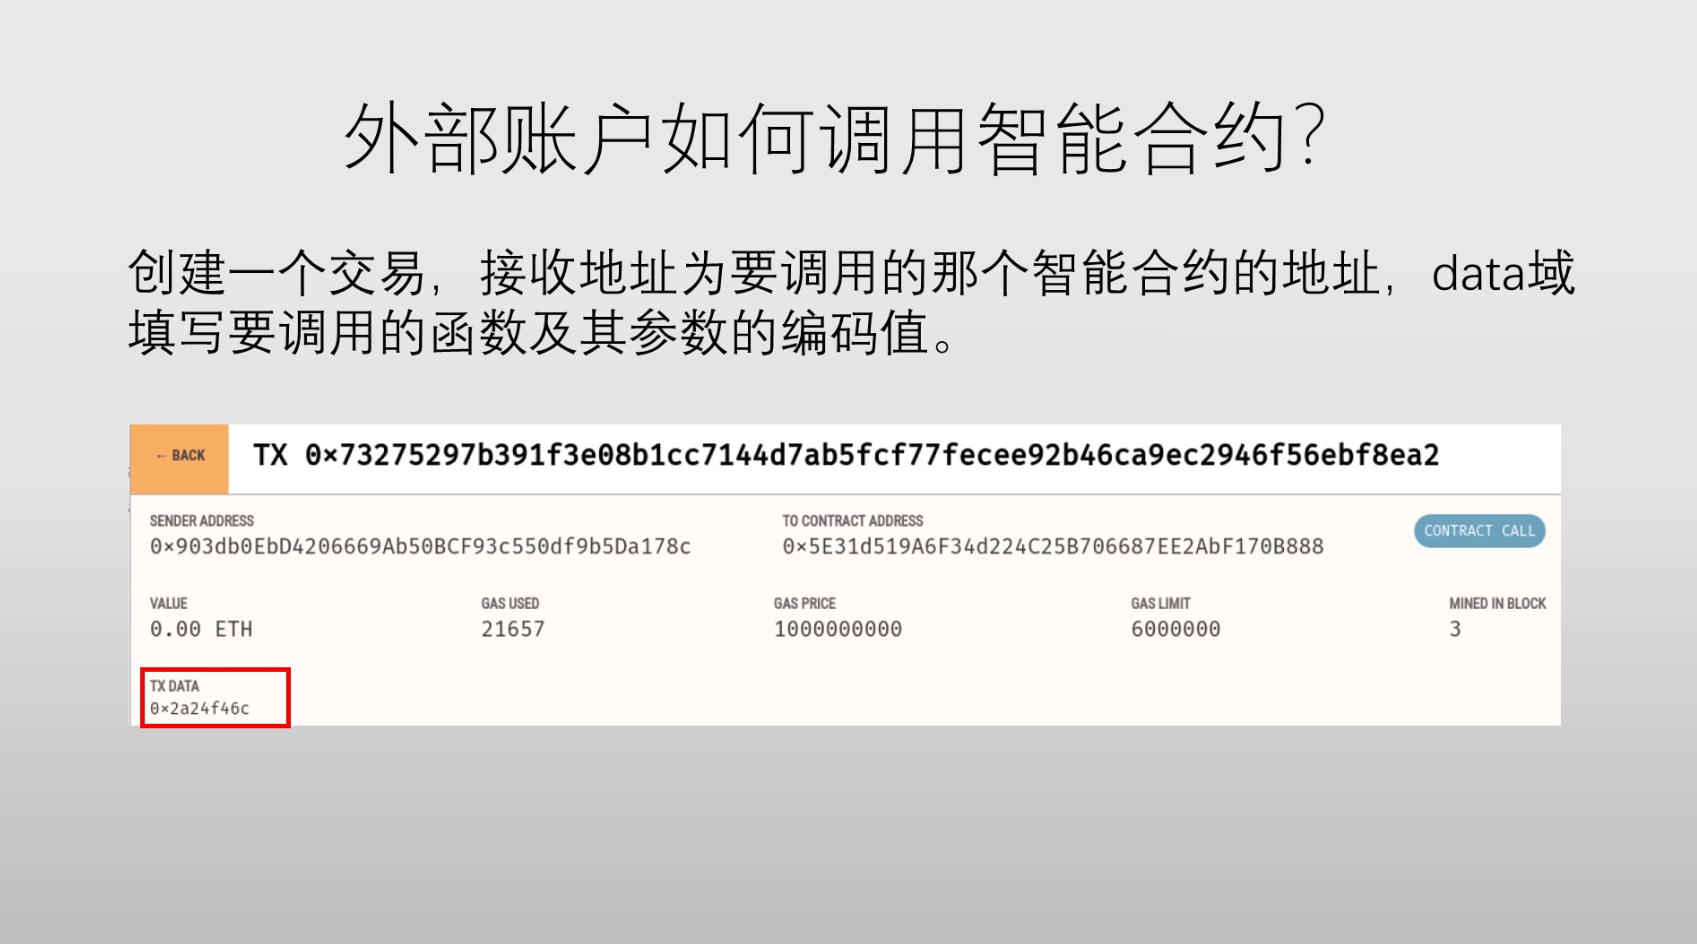 外部账户如何调用智能合约？
创建一个交易，接收地址为要调用的那个智能合约的地址，data域
填写要调用的函数及其参数的编码值。
← BACK
TX 0×73275297b391f3e08b1cc7144d7ab5fcf77fecee92b46ca9ec2946f56ebf8ea2
SENDER ADDRESS
0×903db0EbD4206669Ab50BCF93c550df9b5Da178c
TO CONTRACT ADDRESS
0×5E31d519A6F34d224C25B706687EE2AbF170B888
CONTRACT CALL
VALUE
0.00 ETH
GAS USED
21657
GAS PRICE
1000000000
GAS LIMIT
6000000
MINED IN BLOCK
3
TX DATA
0×2a24f46c